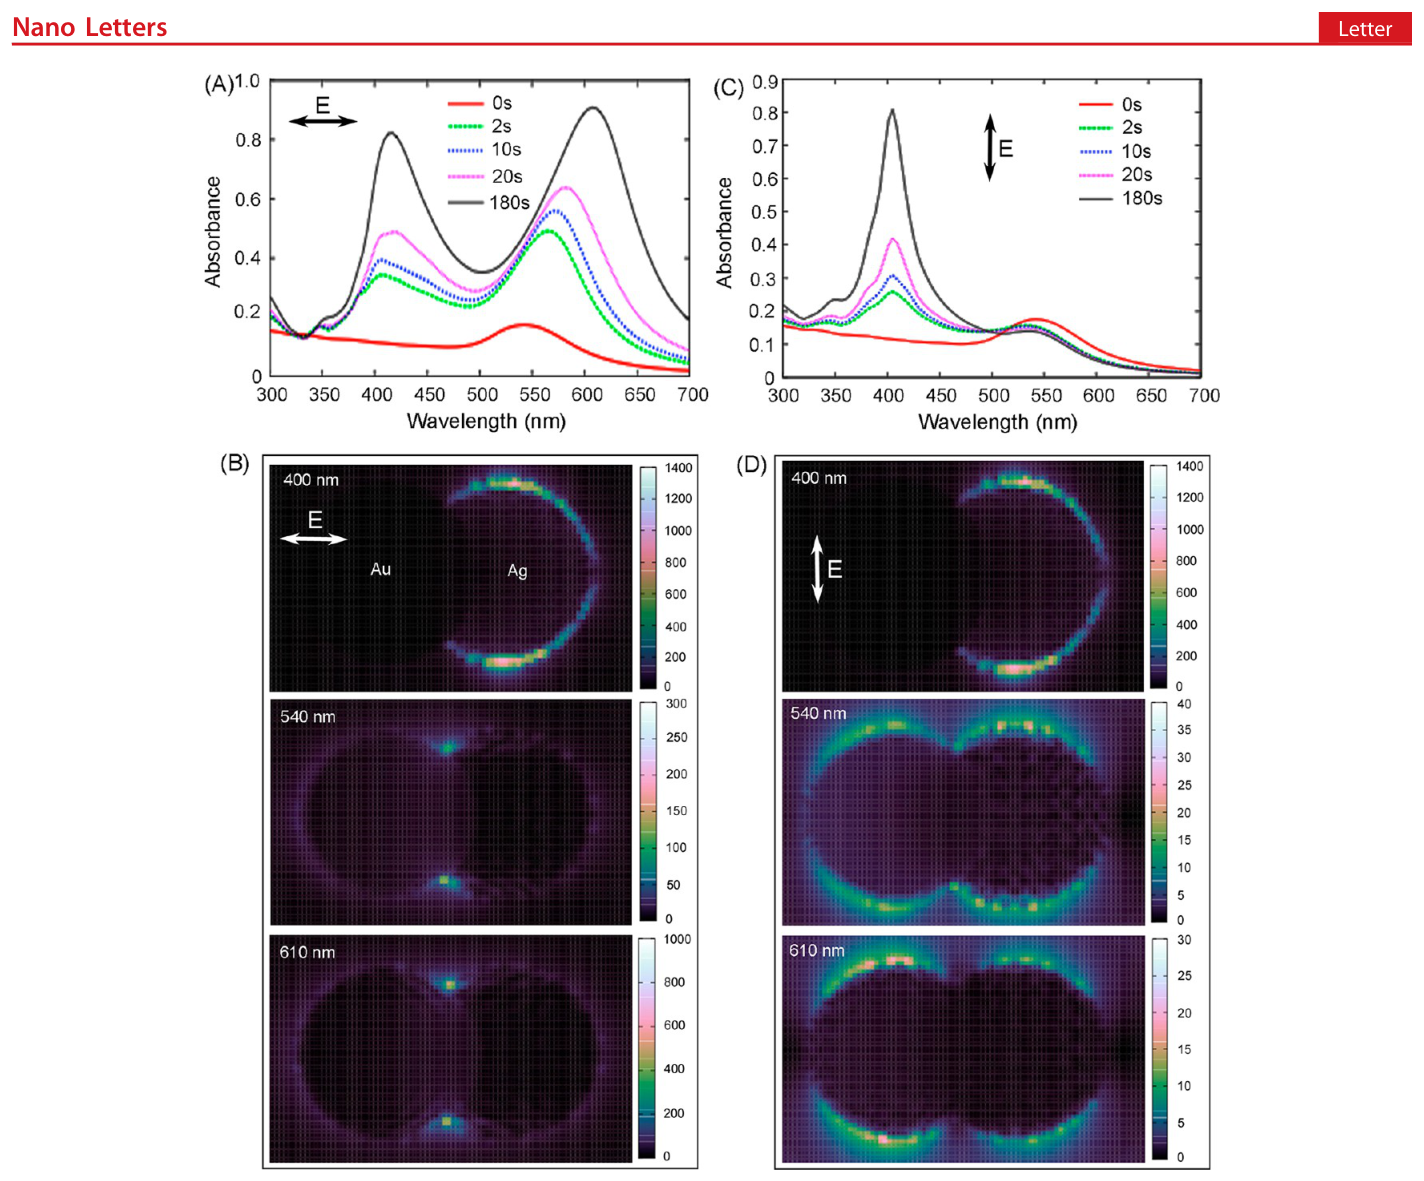 Nano Letters
Letter
(A)
1.0
0.8
0.6
0.4
0.2
0
Absorbance
E
0s
2s
10s
20s
180s
300 350 400 450 500 550 600 650 700
Wavelength (nm)
(C)
0.9
0.8
0.7
0.6
0.5
0.4
0.3
0.2
0.1
0
Absorbance
E
0s
2s
10s
20s
180s
300 350 400 450 500 550 600 650 700
Wavelength (nm)
(B)
400 nm
E
Au
Ag
1400
1200
1000
800
600
400
200
0
540 nm
300
250
200
150
100
50
0
610 nm
1000
800
600
400
200
0
(D)
400 nm
E
1400
1200
1000
800
600
400
200
0
540 nm
40
35
30
25
20
15
10
5
0
610 nm
30
25
20
15
10
5
0